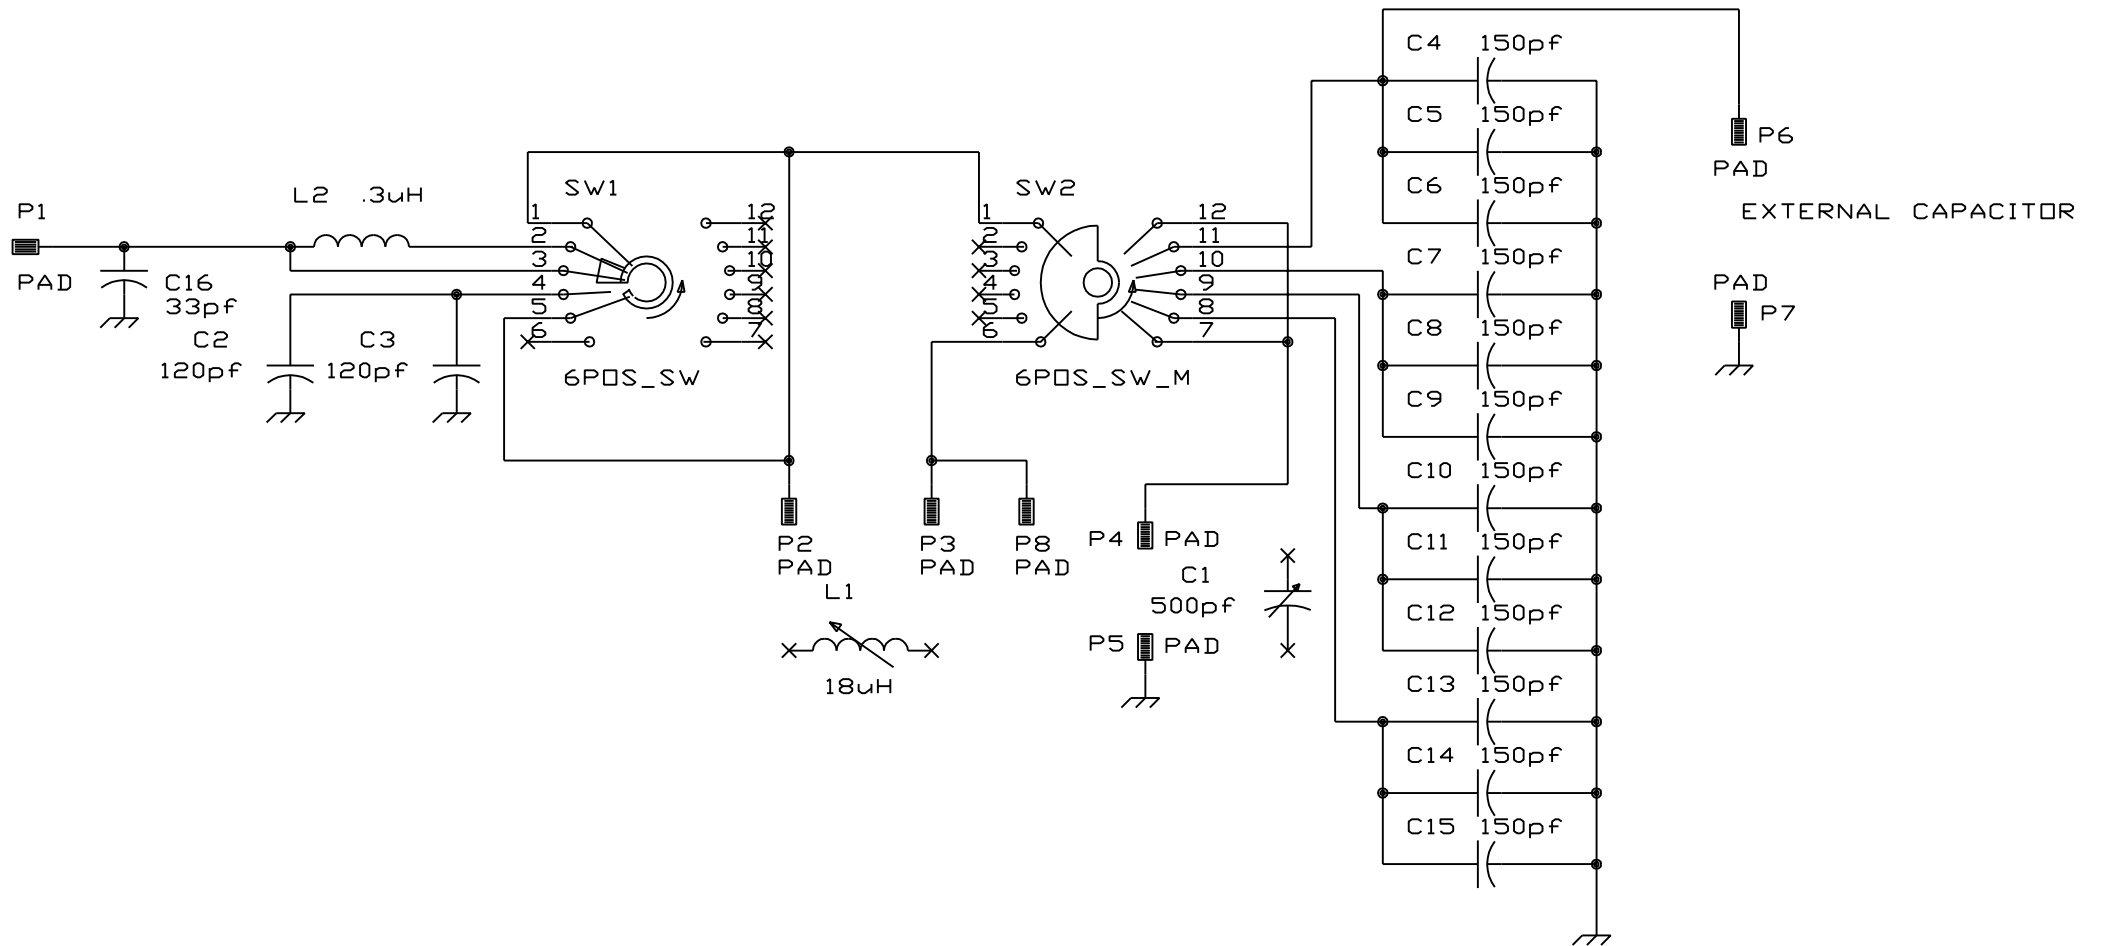 C4 150pf
C5 150pf
P6
PAD
C6 150pf
SW1
SW2
L2 .3uH
P1
1
12
1
12
EXTERNAL CAPACITOR
2
11
2
11
3
10
3
10
C7 150pf
PAD
C16
33pf
4
9
4
9
PAD
5
8
5
8
P7
6
7
6
7
C8 150pf
C2
120pf
C3
120pf
6POS_SW
6POS_SW_M
C9 150pf
C10 150pf
P2
PAD
P3
PAD
P8
PAD
P4 PAD
C11 150pf
C1
500pf
L1
C12 150pf
P5 PAD
18uH
C13 150pf
C14 150pf
C15 150pf